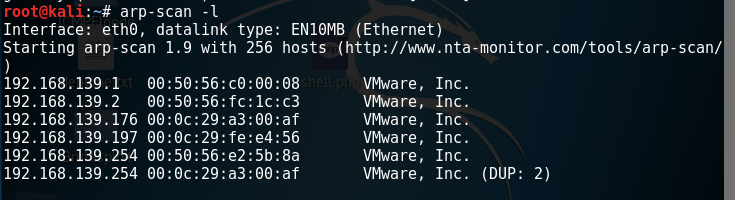 root@kali:~# arp-scan -l
Interface: eth0, datalink type: EN10MB (Ethernet)
Starting arp-scan 1.9 with 256 hosts (http://www.nta-monitor.com/tools/arp-scan/
)
192.168.139.1   00:50:56:c0:00:08       VMware, Inc.
192.168.139.2   00:50:56:fc:1c:c3       VMware, Inc.
192.168.139.176 00:0c:29:a3:00:af       VMware, Inc.
192.168.139.197 00:0c:29:fe:e4:56       VMware, Inc.
192.168.139.254 00:50:56:e2:5b:8a       VMware, Inc.
192.168.139.254 00:0c:29:a3:00:af       VMware, Inc. (DUP: 2)